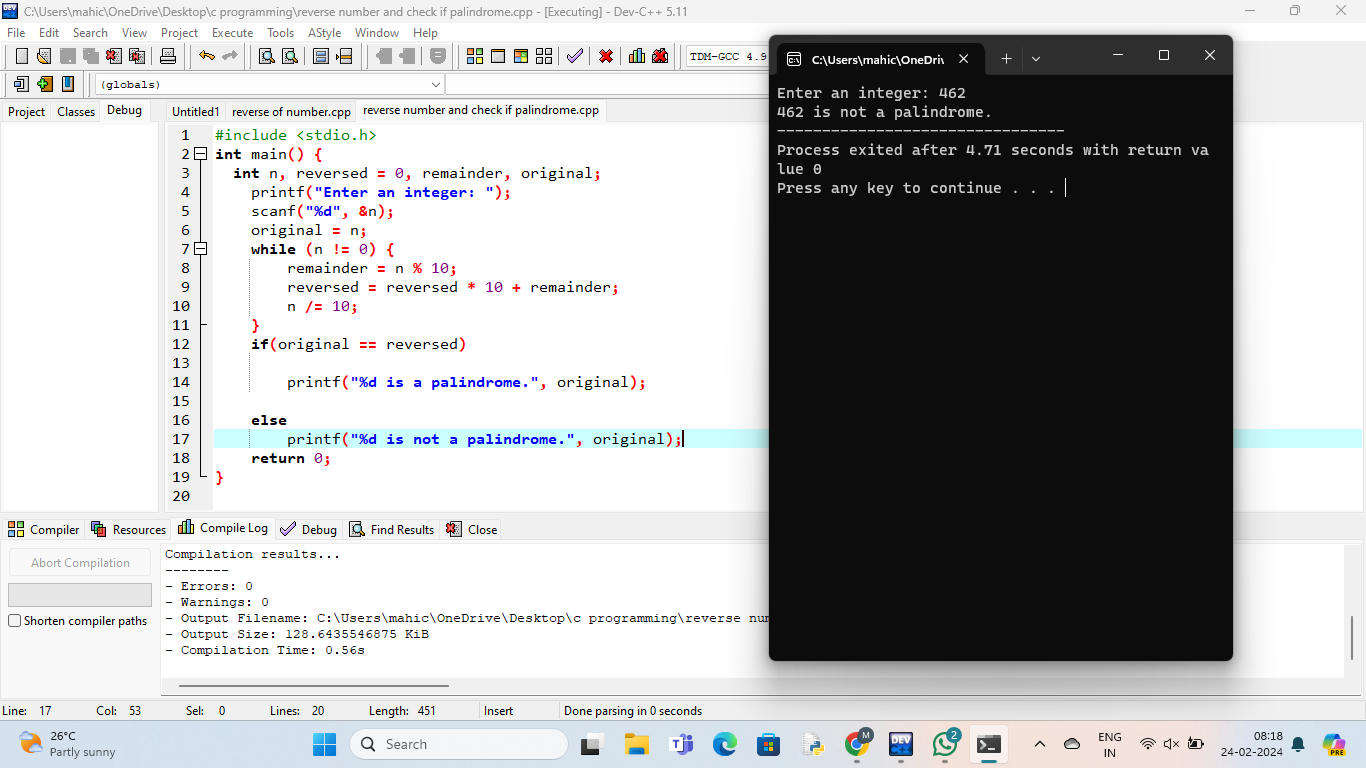 C:\Users\mahic\OneDrive\Desktop\c programming\reverse number and check if palindrome.cpp - [Executing] - Dev-C++ 5.11
File Edit Search View Project Execute Tools AStyle Window Help
TDM-GCC 4.9
(globals)
Project Classes Debug
Untitled1 reverse of number.cpp reverse number and check if palindrome.cpp
1 #include <stdio.h>
2 int main() {
3 int n, reversed = 0, remainder, original;
4 printf("Enter an integer: ");
5 scanf("%d", &n);
6 original = n;
7 while (n != 0) {
8 remainder = n % 10;
9 reversed = reversed * 10 + remainder;
10 n /= 10;
11 }
12 if(original == reversed)
13
14 printf("%d is a palindrome.", original);
15
16 else
17 printf("%d is not a palindrome.", original);
18 return 0;
19 }
20
C:\Users\mahic\OneDri
Enter an integer: 462
462 is not a palindrome.
--------------------------------
Process exited after 4.71 seconds with return va
lue 0
Press any key to continue . . .
Compiler Resources Compile Log Debug Find Results Close
Abort Compilation
Shorten compiler paths
Compilation results...
--------
- Errors: 0
- Warnings: 0
- Output Filename: C:\Users\mahic\OneDrive\Desktop\c programming\reverse nu
- Output Size: 128.6435546875 KiB
- Compilation Time: 0.56s
Line: 17 Col: 53 Sel: 0 Lines: 20 Length: 451 Insert Done parsing in 0 seconds
26°C
Partly sunny
Search
M
DEV
2
ENG
IN
08:18
24-02-2024
PRE